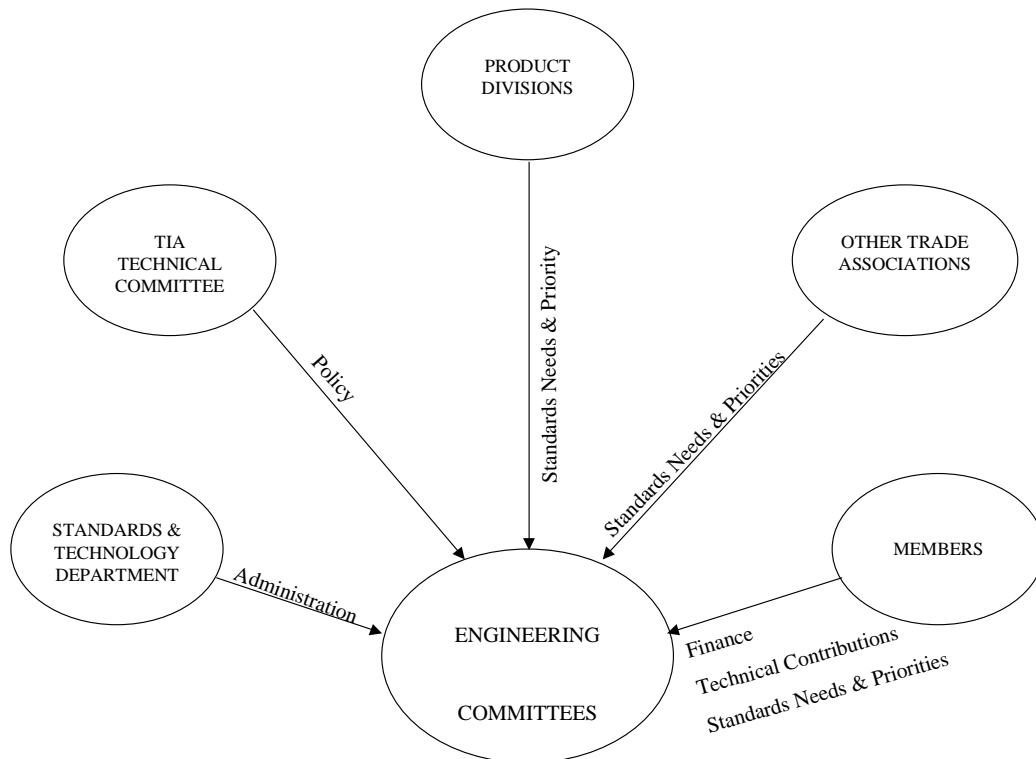 PRODUCT
DIVISIONS
TIA
TECHNICAL
COMMITTEE
OTHER TRADE
ASSOCIATIONS
Policy
Standards Needs & Priority
Standards Needs & Priorities
STANDARDS &
TECHNOLOGY
DEPARTMENT
Administration
MEMBERS
ENGINEERING
COMMITTEES
Finance
Technical Contributions
Standards Needs & Priorities